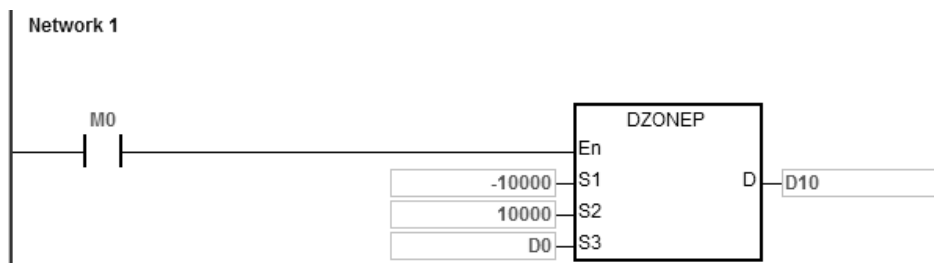 Network 1
M0
DZONEP
En
-10000 S1 D D10
10000 S2
D0 S3